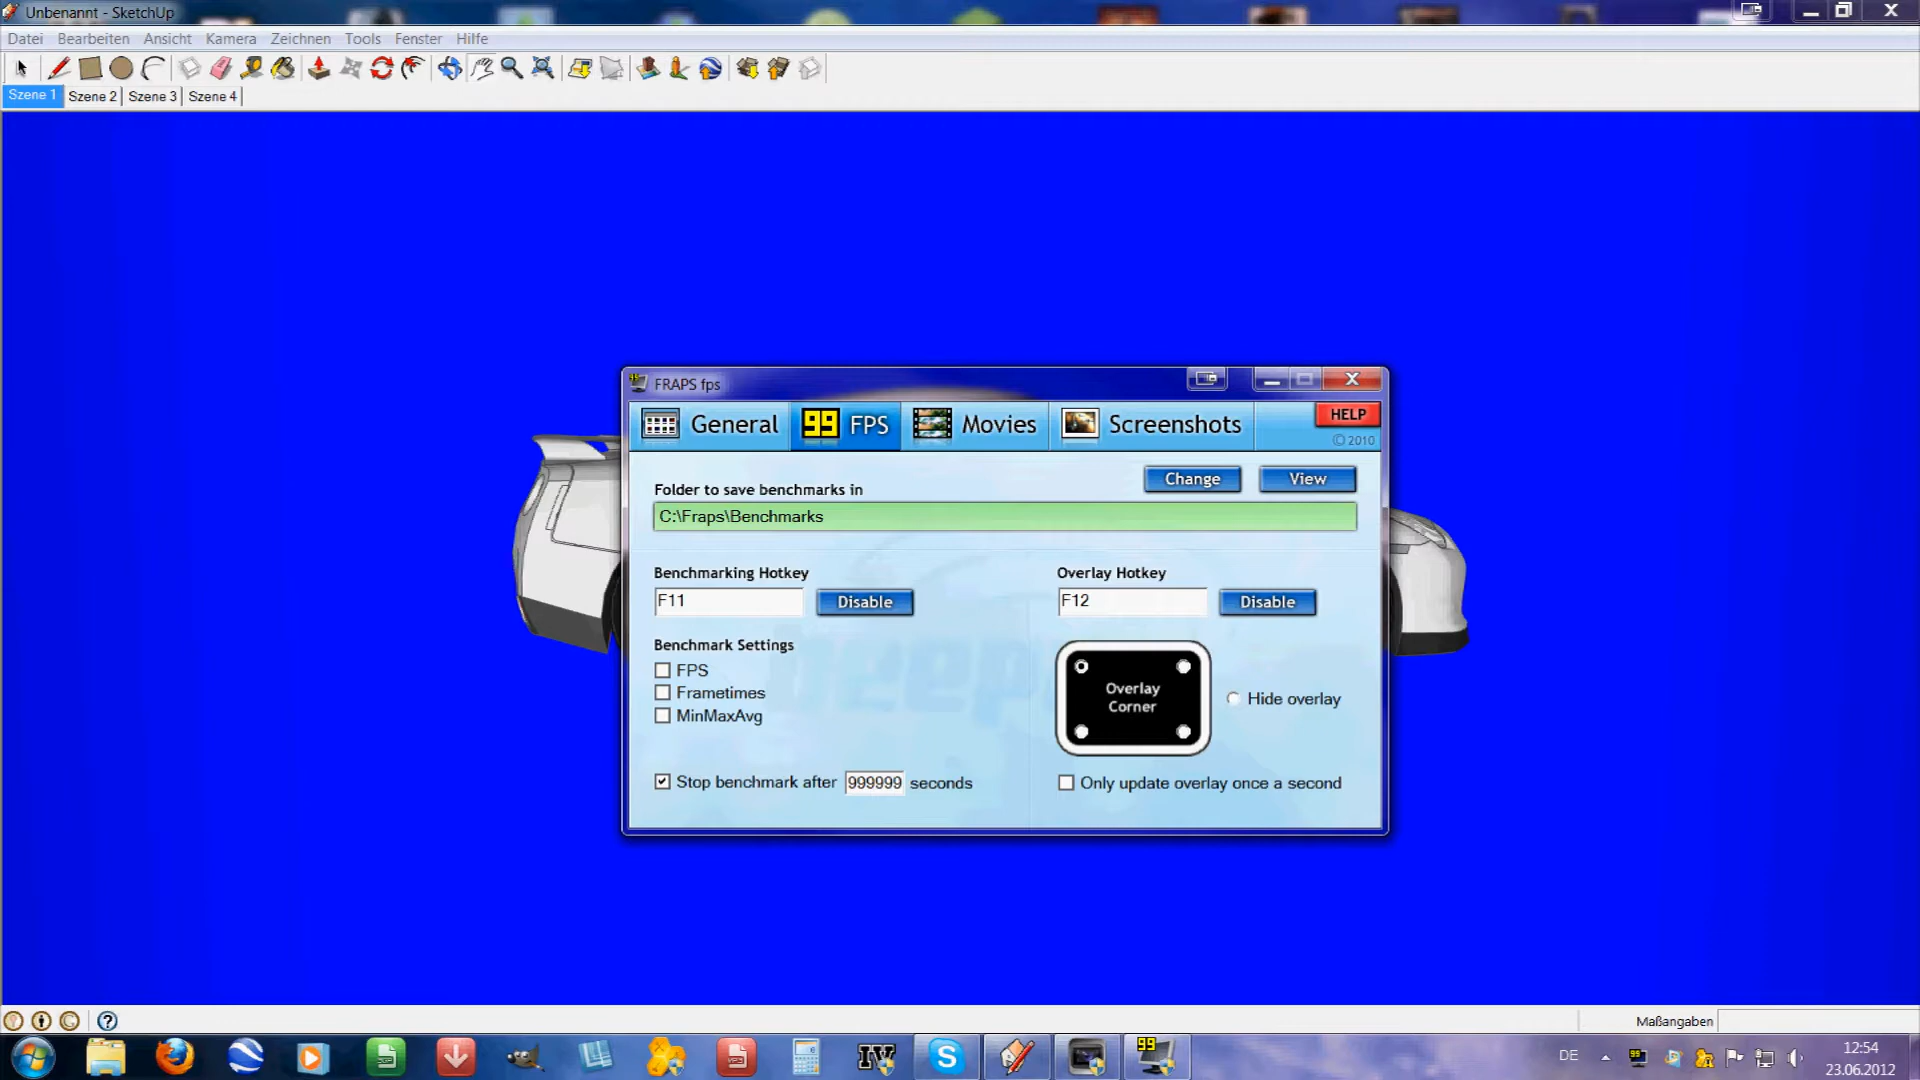 Unbenannt - SketchUp
Datei Bearbeiten Ansicht Kamera Zeichnen Tools Fenster Hilfe
Szene 1 Szene 2 Szene 3 Szene 4
FRAPS fps
General 99 FPS Movies Screenshots HELP
© 2010
Folder to save benchmarks in Change View
C:\Fraps\Benchmarks
Benchmarking Hotkey Overlay Hotkey
F11 Disable F12 Disable
Benchmark Settings
FPS
Frametimes
MinMaxAvg
Overlay
Corner
Hide overlay
Stop benchmark after 999999 seconds Only update overlay once a second
Maßangaben
IV S 99
DE 99 12:54
23.06.2012